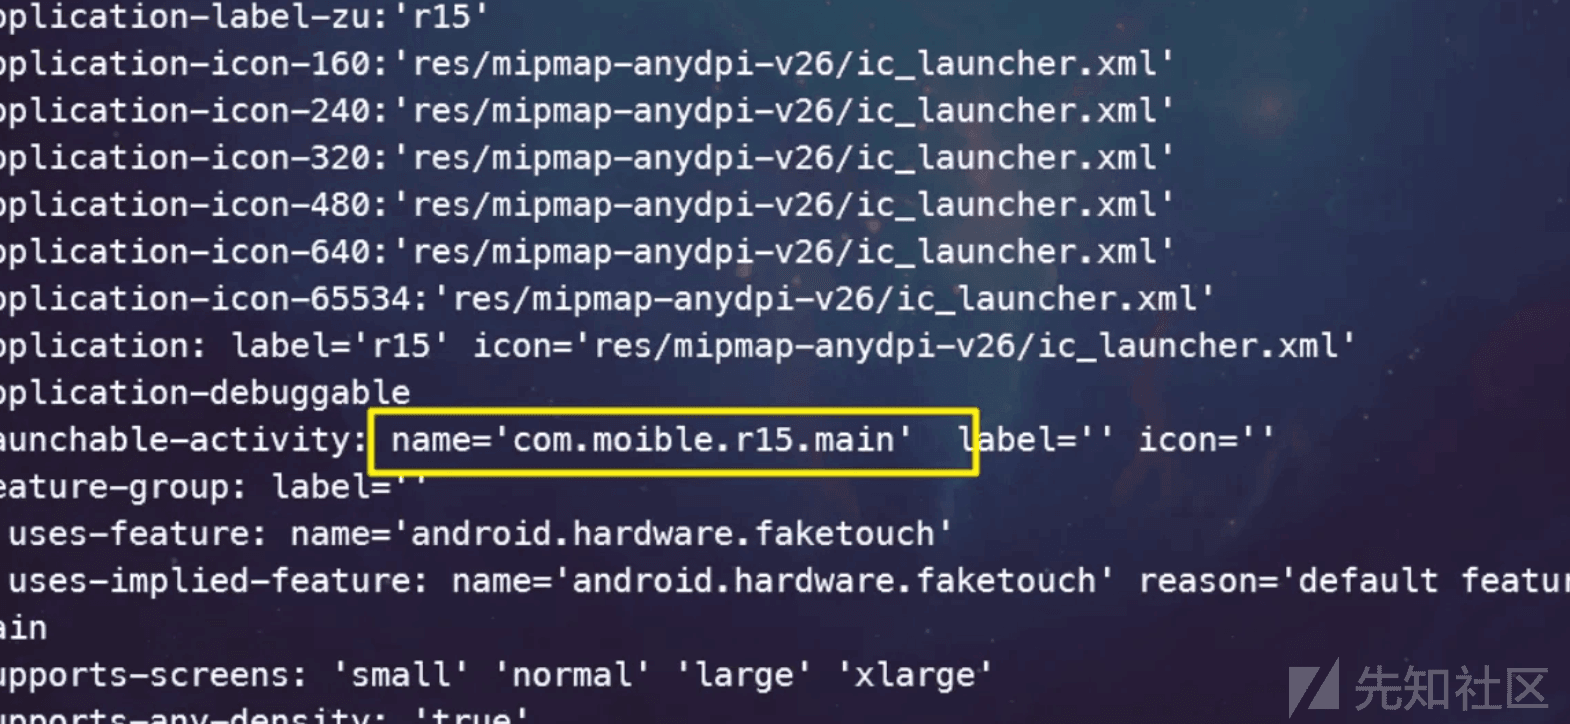 pplication-label-zu:'r15'
pplication-icon-160:'res/mipmap-anydpi-v26/ic_launcher.xml'
pplication-icon-240:'res/mipmap-anydpi-v26/ic_launcher.xml'
pplication-icon-320:'res/mipmap-anydpi-v26/ic_launcher.xml'
pplication-icon-480:'res/mipmap-anydpi-v26/ic_launcher.xml'
pplication-icon-640:'res/mipmap-anydpi-v26/ic_launcher.xml'
pplication-icon-65534:'res/mipmap-anydpi-v26/ic_launcher.xml'
pplication: label='r15' icon='res/mipmap-anydpi-v26/ic_launcher.xml'
pplication-debuggable
aunchable-activity: name='com.moible.r15.main'  label='' icon=''
eature-group: label=''
uses-feature: name='android.hardware.faketouch'
uses-implied-feature: name='android.hardware.faketouch' reason='default featur
ain
upports-screens: 'small' 'normal' 'large' 'xlarge'
upports-any-density: 'true'
先知社区